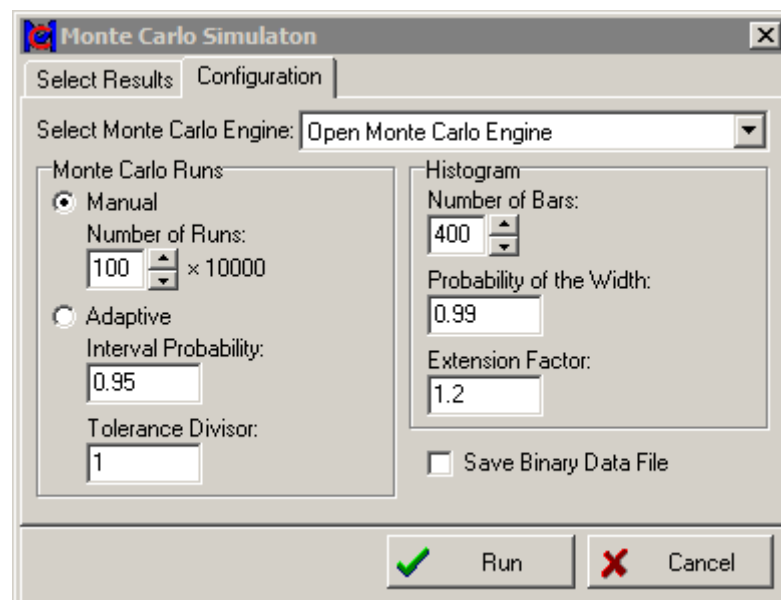 Monte Carlo Simulaton
Select Results
Configuration
Select Monte Carlo Engine: Open Monte Carlo Engine
Monte Carlo Runs
Manual
Number of Runs:
100 × 10000
Adaptive
Interval Probability:
0.95
Tolerance Divisor:
1
Histogram
Number of Bars:
400
Probability of the Width:
0.99
Extension Factor:
1.2
Save Binary Data File
Run
Cancel